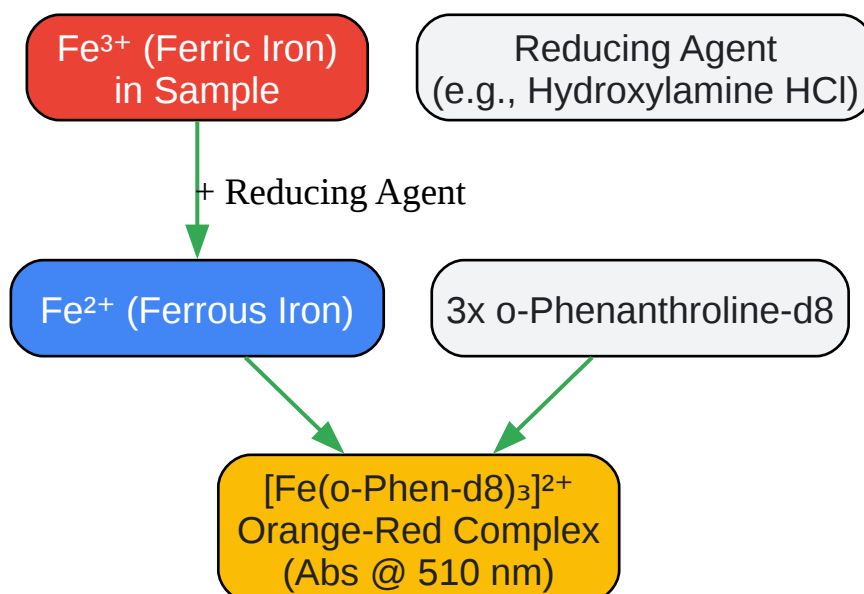 Fe³⁺ (Ferric Iron)
in Sample
Reducing Agent
(e.g., Hydroxylamine HCl)
+ Reducing Agent
Fe²⁺ (Ferrous Iron)
3x o-Phenanthroline-d8
[Fe(o-Phen-d8)₃]²⁺
Orange-Red Complex
(Abs @ 510 nm)